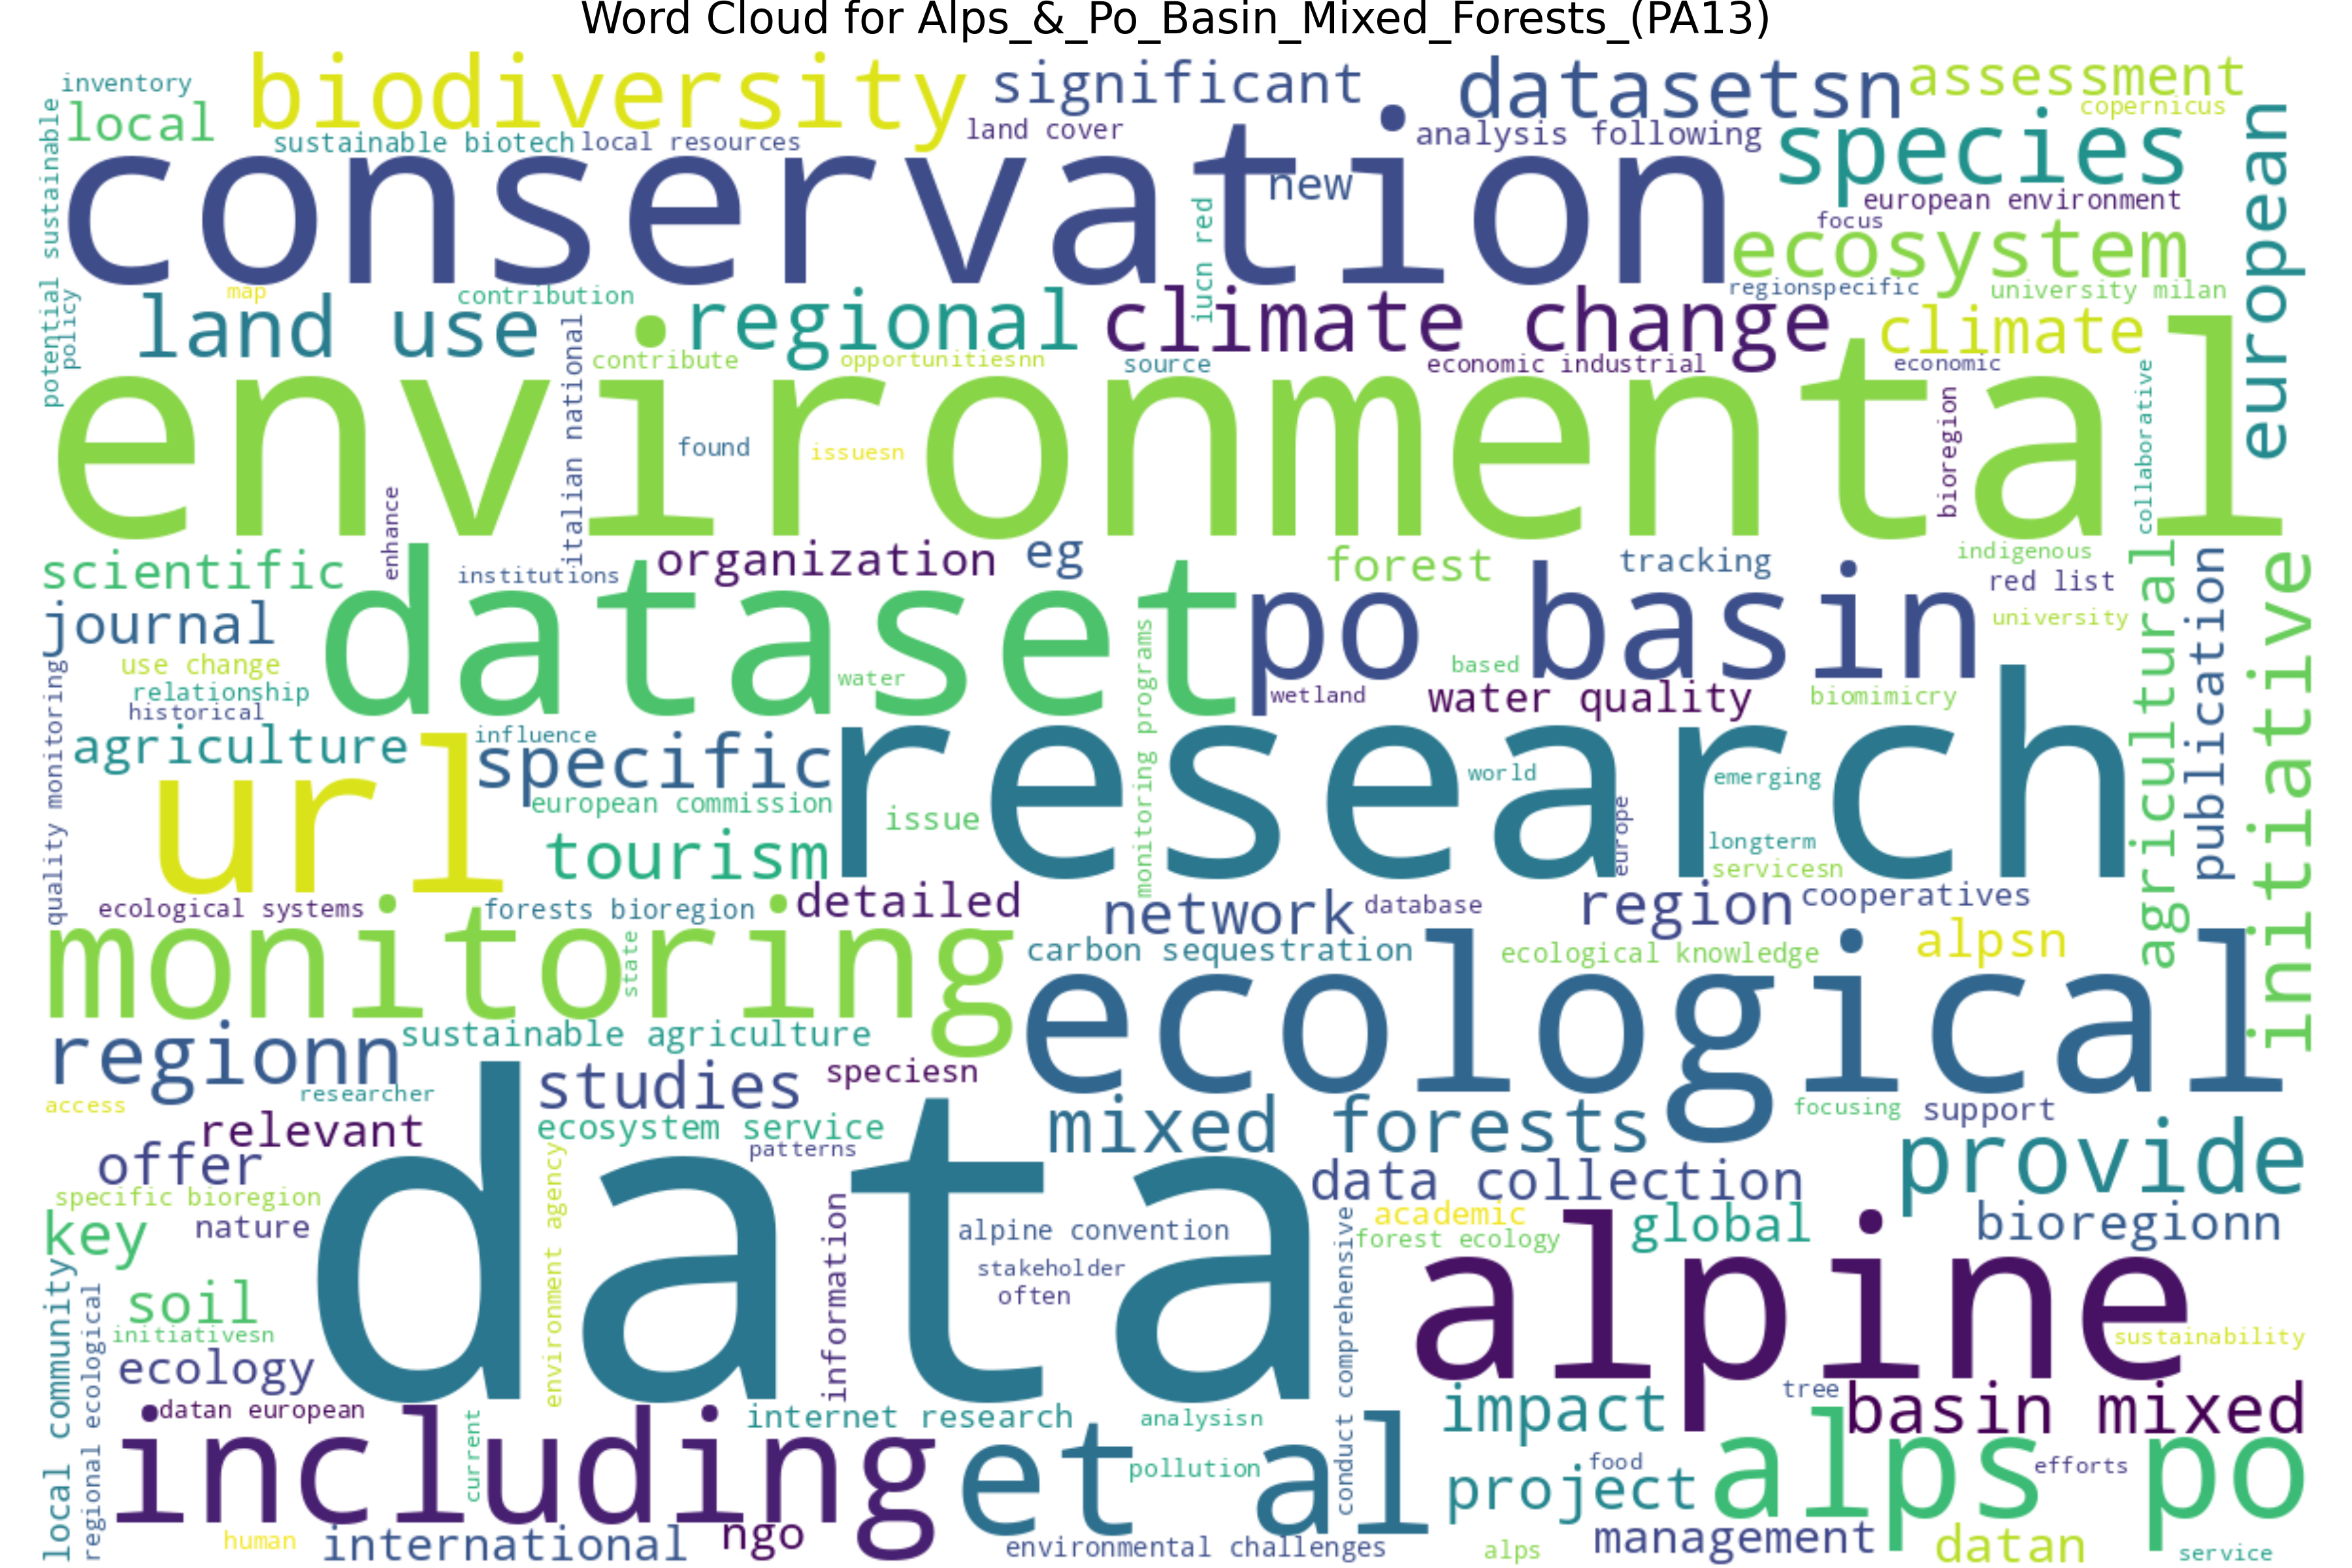 Word Cloud for Alps_&_Po_Basin_Mixed_Forests_(PA13)
inventory
biodiversity
significant
datasetsn
assessment
copernicus
local
sustainable biotech
local resources
land cover
analysis following
species
european
potential sustainable
conservation
new
iucn red
european environment
focus
ecosystem
policy
map
contribution
regionspecific
university milan
land use
regional
climate change
climate
italian national
contribute
opportunitiesnn
source
economic industrial
economic
environmental
found
issuesn
bioregion
collaborative
enhance
scientific
institutions
organization
eg
forest
tracking
indigenous
red list
agricultural
publication
initiative
journal
dataset
po basin
university
use change
relationship
historical
quality monitoring
water
monitoring programs
based
wetland
water quality
biomimicry
agriculture
url
influence
specific
research
world
emerging
european commission
issue
europe
longterm
servicesn
tourism
ecological systems
forests bioregion
detailed
network
database
region
cooperatives
monitoring
state
carbon sequestration
ecological knowledge
alpsn
ecological
regionn
sustainable agriculture
studies
speciesn
researcher
access
relevant
ecosystem service
patterns
mixed forests
focusing
support
offer
data
data collection
provide
specific bioregion
key
nature
environment agency
information
alpine convention
conduct comprehensive
academic
forest ecology
global
bioregionn
stakeholder
often
local community
regional ecological
soil
initiativesn
ecology
alpine
sustainability
datan european
including
current
internet research
analysisn
et al
impact
tree
basin mixed
pollution
food
project
alps po
efforts
human
international
ngo
environmental challenges
alps
management
datan
service